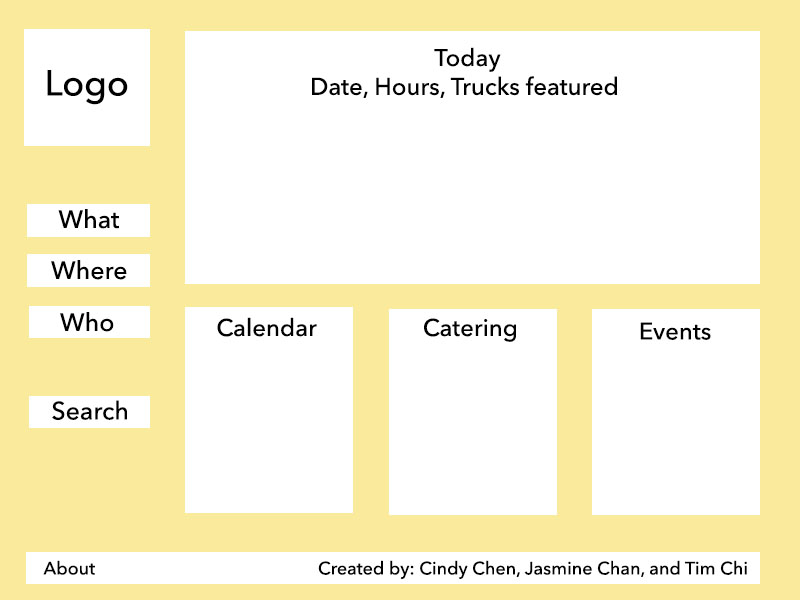 Logo
Today
Date, Hours, Trucks featured
What
Where
Who
Search
Calendar
Catering
Events
About
Created by: Cindy Chen, Jasmine Chan, and Tim Chi